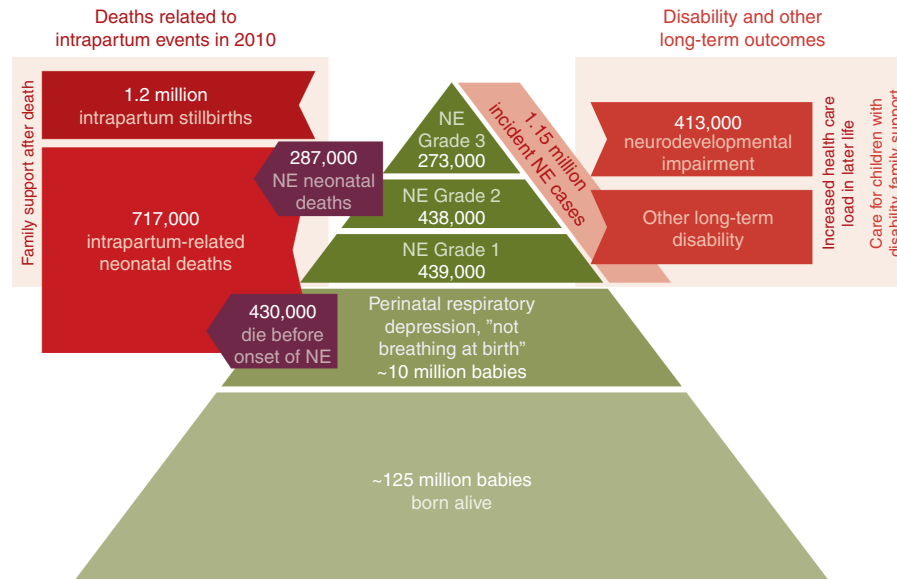 Deaths related to
intrapartum events in 2010
Disability and other
long-term outcomes
Family support after death
1.2 million
intrapartum stillbirths
717,000
intrapartum-related
neonatal deaths
287,000
NE neonatal
deaths
430,000
die before
onset of NE
NE
Grade 3
273,000
NE Grade 2
438,000
NE Grade 1
439,000
Perinatal respiratory
depression, ”not
breathing at birth”
~10 million babies
~125 million babies
born alive
1.15 million
incident NE cases
413,000
neurodevelopmental
impairment
Other long-term
disability
Increased health care
load in later life
Care for children with
disability, family support